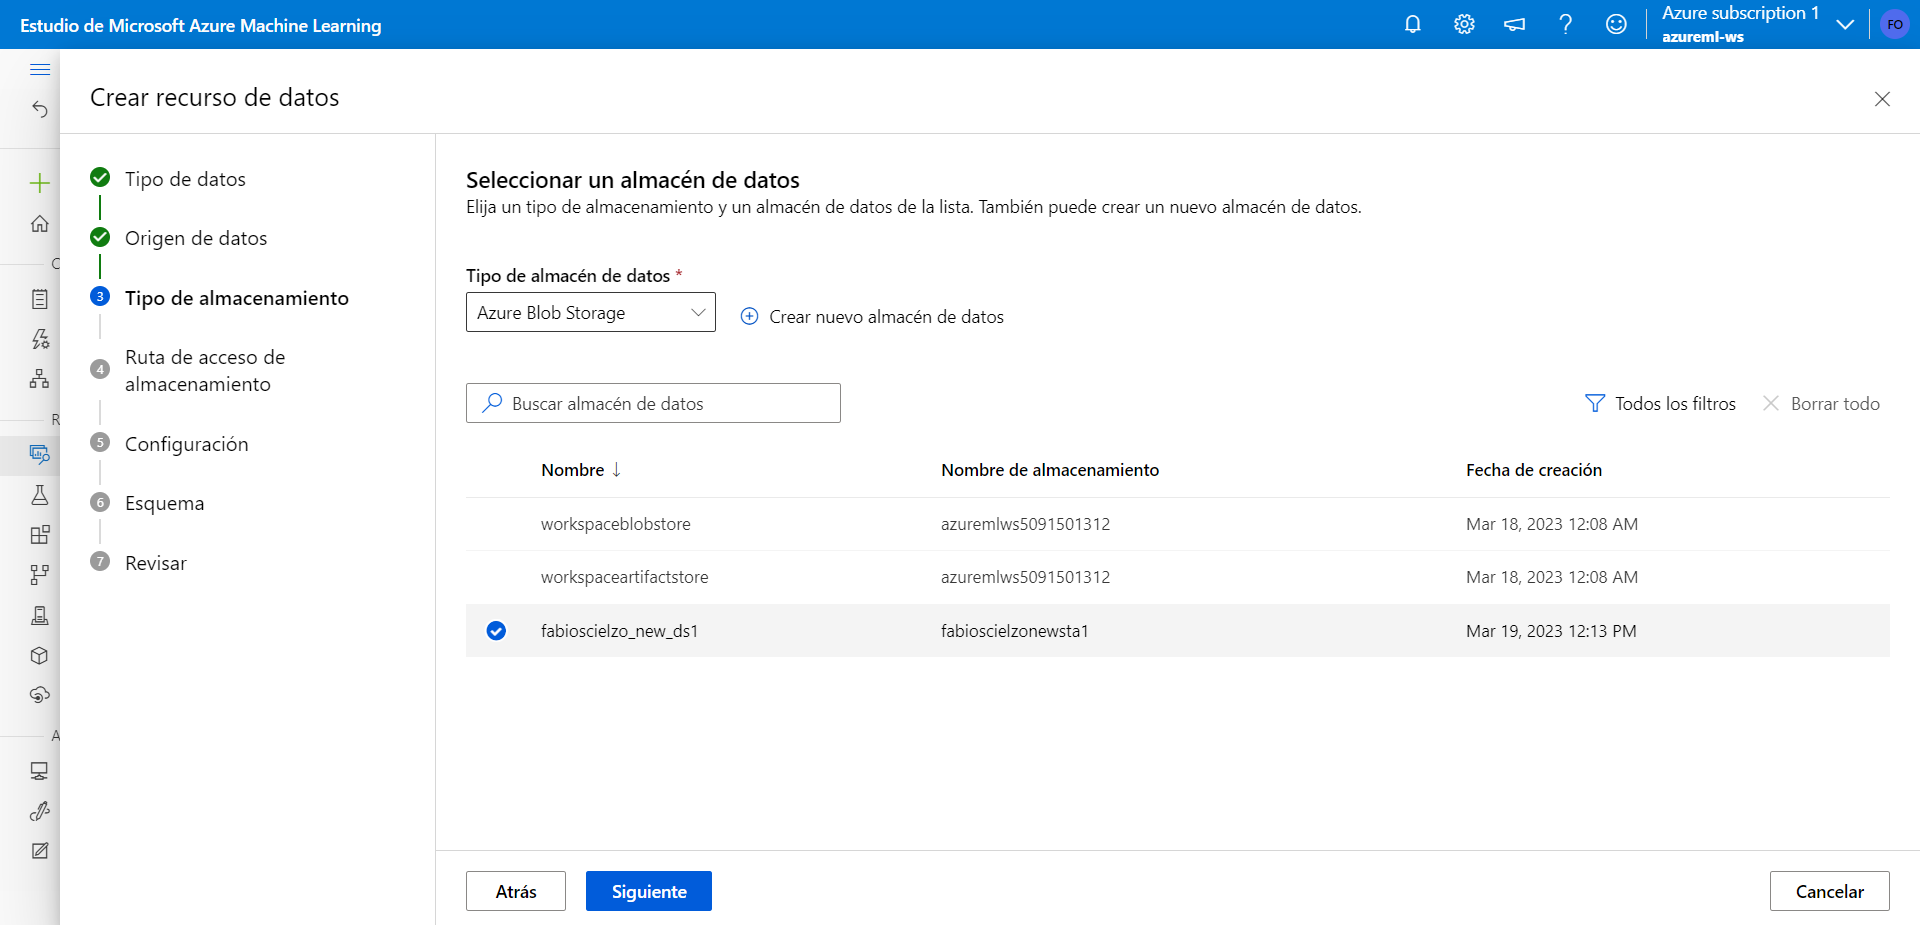 Estudio de Microsoft Azure Machine Learning
Azure subscription 1
azureml-ws
FO
Crear recurso de datos
Tipo de datos
Origen de datos
3 Tipo de almacenamiento
4 Ruta de acceso de
almacenamiento
5 Configuración
6 Esquema
7 Revisar
C
R
A
Seleccionar un almacén de datos
Elija un tipo de almacenamiento y un almacén de datos de la lista. También puede crear un nuevo almacén de datos.
Tipo de almacén de datos *
Azure Blob Storage
Crear nuevo almacén de datos
Buscar almacén de datos
Todos los filtros
Borrar todo
Nombre ↓ Nombre de almacenamiento Fecha de creación
workspaceblobstore azuremlws5091501312 Mar 18, 2023 12:08 AM
workspaceartifactstore azuremlws5091501312 Mar 18, 2023 12:08 AM
fabioscielzo_new_ds1 fabioscielzonewsta1 Mar 19, 2023 12:13 PM
Atrás
Siguiente
Cancelar